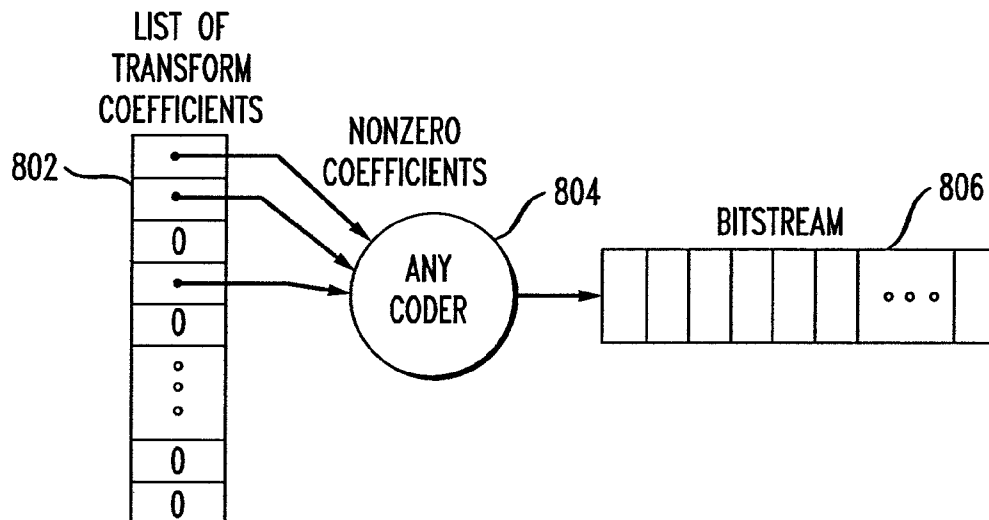 LIST OF
TRANSFORM
COEFFICIENTS
802
0
0
0
0
NONZERO
COEFFICIENTS
804
ANY
CODER
BITSTREAM
806